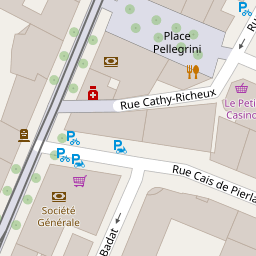 Place
Pellegrini
Rue Cathy-Richeux
Le Peti
Casino
Rue Cais de Pierla
Société
Générale
Badat